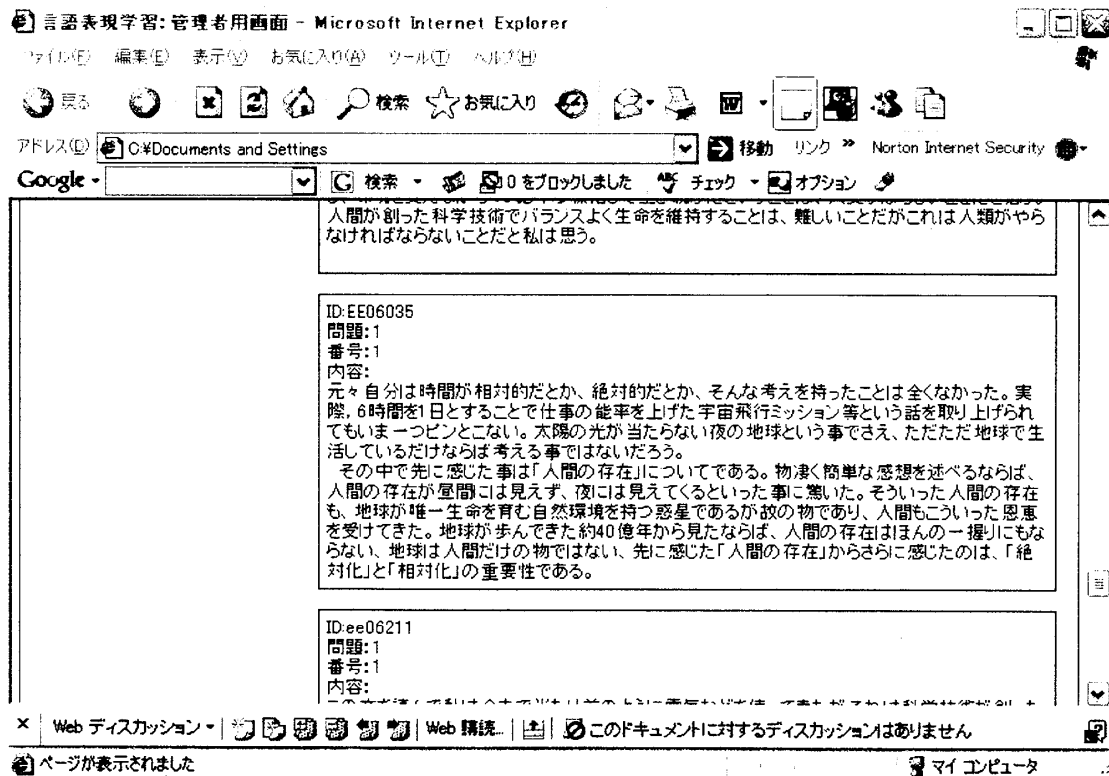 言語表現学習:管理者用画面 - Microsoft Internet Explorer
ファイル(F) 編集(E) 表示(V) お気に入り(A) ツール(T) ヘルプ(H)
戻る 検索 お気に入り
アドレス(D) C:¥Documents and Settings 移動 リンク » Norton Internet Security
Google - 検索 - 0 をブロックしました チェック - オプション
人間が創った科学技術でバランスよく生命を維持することは、難しいことだがこれは人類がやら
なければならないことだと私は思う。
ID:EE06035
問題:1
番号:1
内容:
元々自分は時間が相対的だとか、絶対的だとか、そんな考えを持ったことは全くなかった。実
際,6時間を1日とすることで仕事の能率を上げた宇宙飛行ミッション等という話を取り上げられ
てもいま一つピンとこない。太陽の光が当たらない夜の地球という事でさえ、ただただ地球で生
活しているだけならば考える事ではないだろう。
その中で先に感じた事は「人間の存在」についてである。物凄く簡単な感想を述べるならば、
人間の存在が昼間には見えず、夜には見えてくるといった事に驚いた。そういった人間の存在
も、地球が唯一生命を育む自然環境を持つ惑星であるが故の物であり、人間もこういった恩恵
を受けてきた。地球が歩んできた約40億年から見たならば、人間の存在はほんの一握りにもな
らない、地球は人間だけの物ではない、先に感じた「人間の存在」からさらに感じたのは、「絶
対化」と「相対化」の重要性である。
ID:ee06211
問題:1
番号:1
内容:
Web ディスカッション Web 購読... このドキュメントに対するディスカッションはありません
ページが表示されました マイ コンピュータ